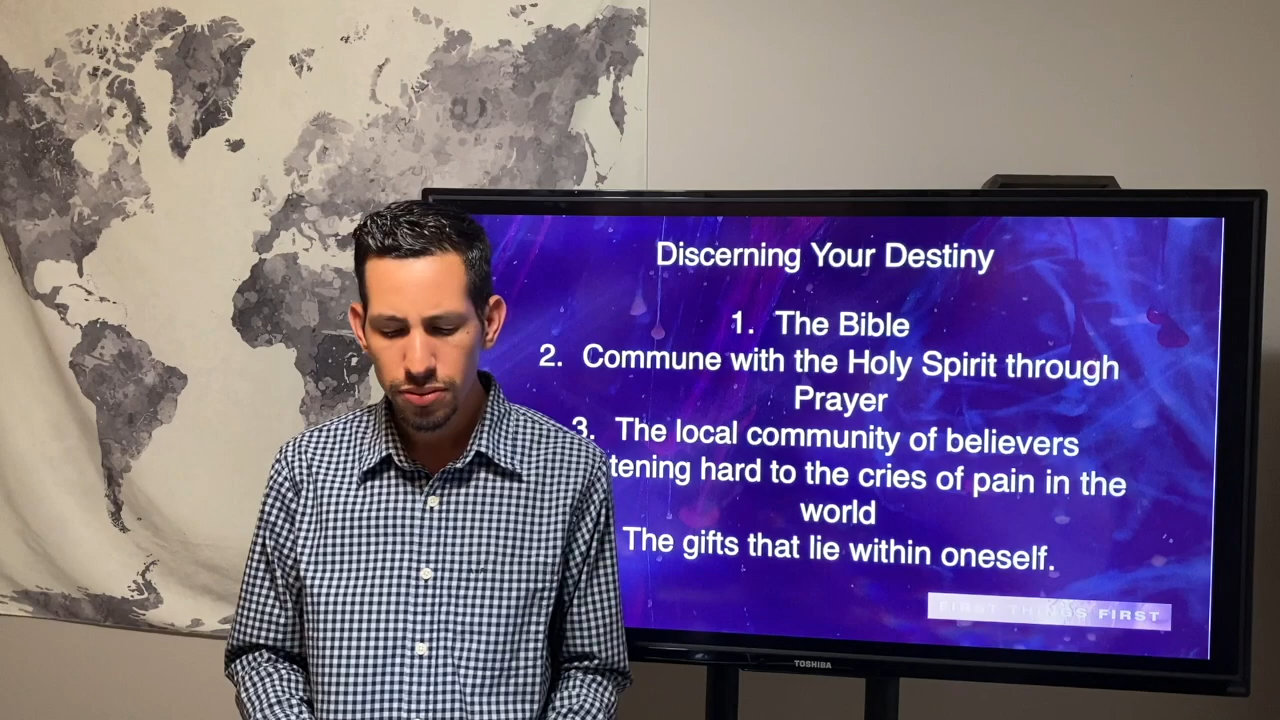 Discerning Your Destiny
1. The Bible
2. Commune with the Holy Spirit through
Prayer
3. The local community of believers
tening hard to the cries of pain in the
world
The gifts that lie within oneself.
FIRST THINGS FIRST
TOSHIBA